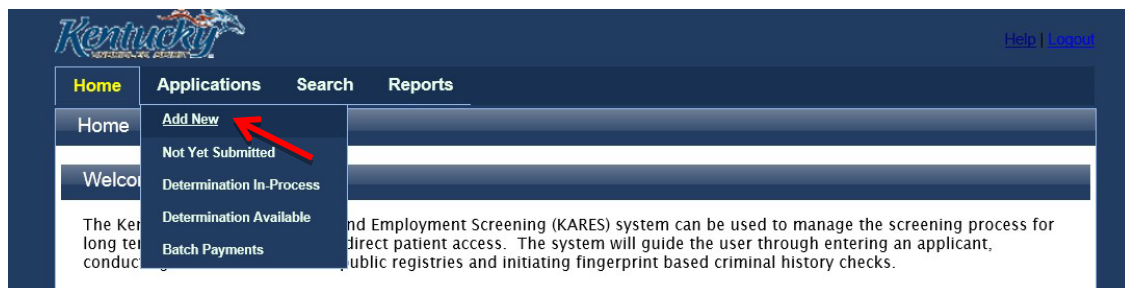 Kentucky
Help | Logout
Home Applications Search Reports
Home
Add New
Not Yet Submitted
Determination In-Process
Determination Available
Batch Payments
Welco
The Ker nd Employment Screening (KARES) system can be used to manage the screening process for
long ter direct patient access. The system will guide the user through entering an applicant,
conduc public registries and initiating fingerprint based criminal history checks.